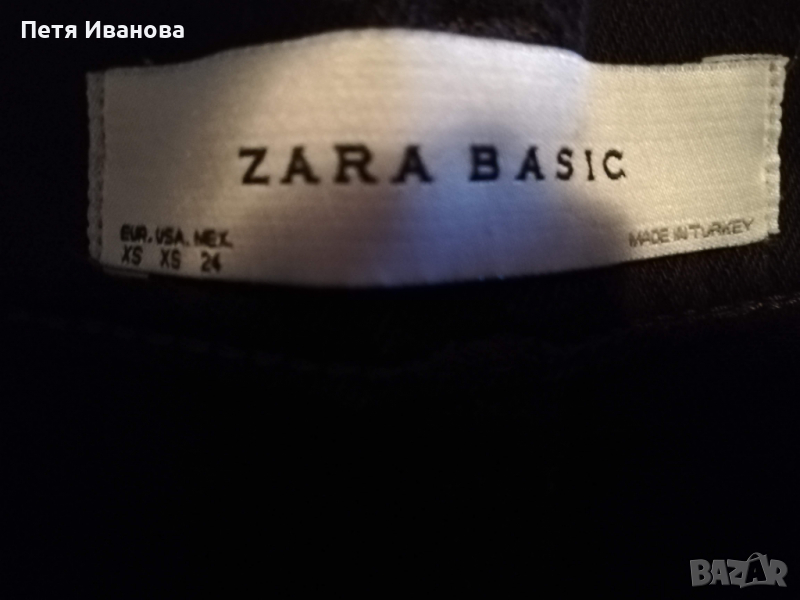 Петя Иванова
ZARA BASIC
EUR. USA. MEX.
XS XS 24
MADE IN TURKEY
BAZAR